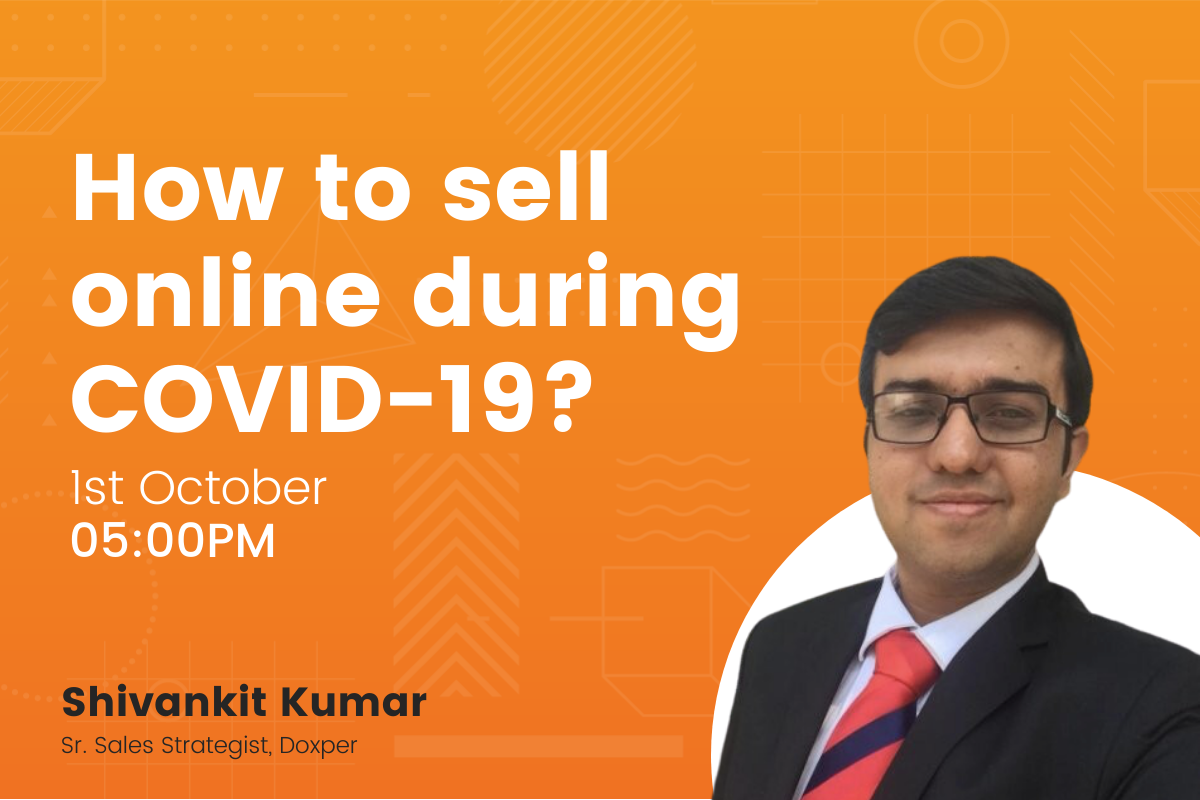 How to sell
online during
COVID-19?
1st October
05:00PM
Shivankit Kumar
Sr. Sales Strategist, Doxper